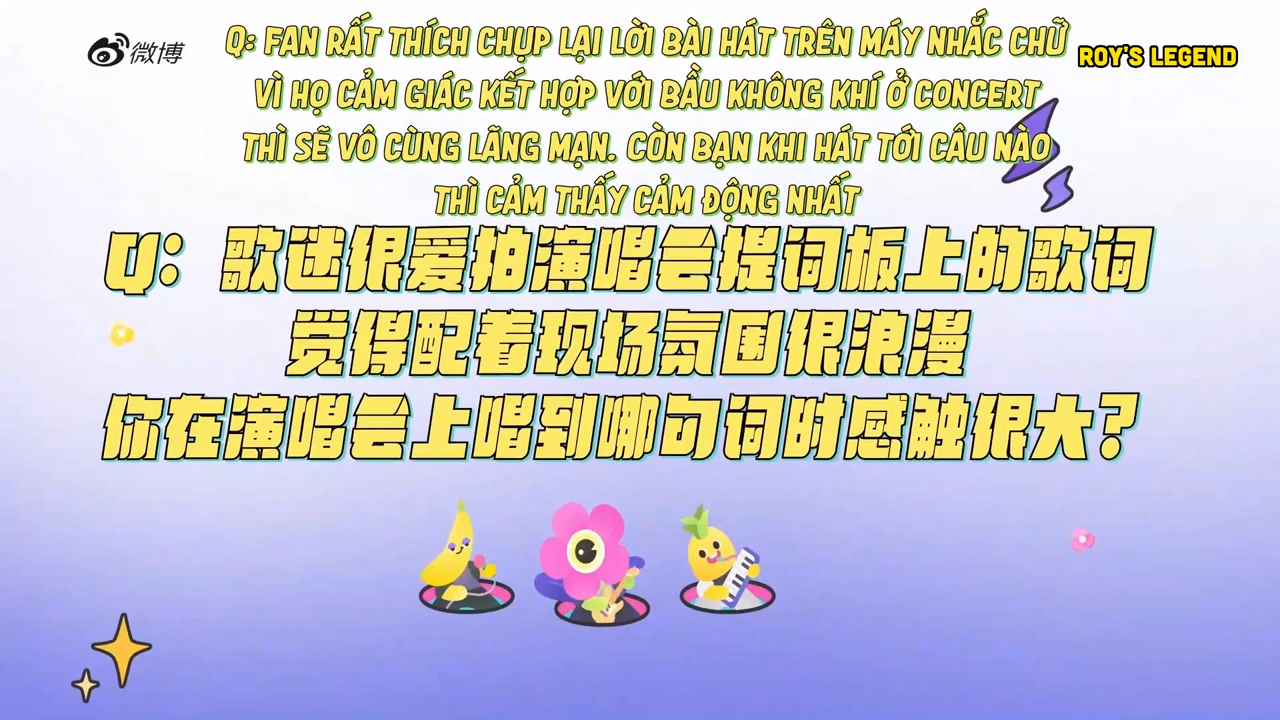 微博
ROY'S LEGEND
Q: FAN RẤT THÍCH CHỤP LẠI LỜI BÀI HÁT TRÊN MÁY NHẮC CHỮ
VÌ HỌ CẢM GIÁC KẾT HỢP VỚI BẦU KHÔNG KHÍ Ở CONCERT
THÌ SẼ VÔ CÙNG LÃNG MẠN. CÒN BẠN KHI HÁT TỚI CÂU NÀO
THÌ CẢM THẤY CẢM ĐỘNG NHẤT
Q: 歌迷很爱拍演唱会提词板上的歌词
觉得配着现场氛围很浪漫
你在演唱会上唱到哪句词时感触很大?